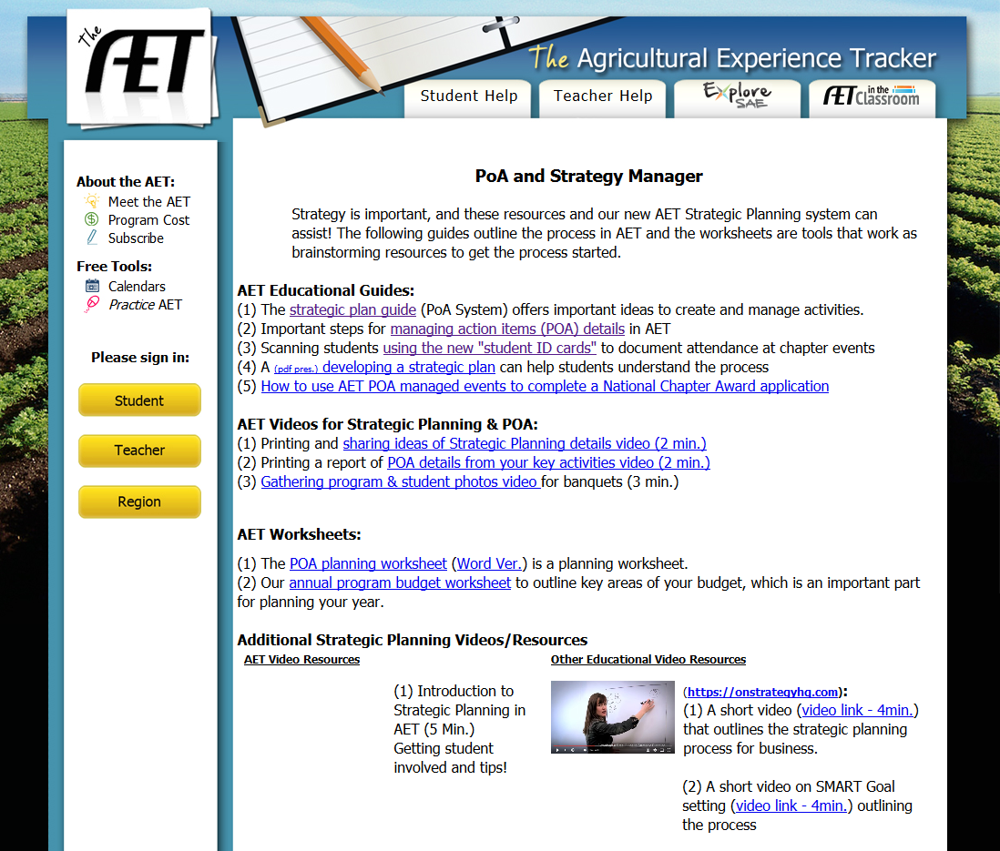 The
ÆT
The Agricultural Experience Tracker
Student Help
Teacher Help
Explore
SAE
ÆT in the
Classroom
About the AET:
Meet the AET
Program Cost
Subscribe
Free Tools:
Calendars
Practice AET
Please sign in:
Student
Teacher
Region
PoA and Strategy Manager
Strategy is important, and these resources and our new AET Strategic Planning system can
assist! The following guides outline the process in AET and the worksheets are tools that work as
brainstorming resources to get the process started.
AET Educational Guides:
(1) The strategic plan guide (PoA System) offers important ideas to create and manage activities.
(2) Important steps for managing action items (POA) details in AET
(3) Scanning students using the new "student ID cards" to document attendance at chapter events
(4) A (pdf pres.) developing a strategic plan can help students understand the process
(5) How to use AET POA managed events to complete a National Chapter Award application
AET Videos for Strategic Planning & POA:
(1) Printing and sharing ideas of Strategic Planning details video (2 min.)
(2) Printing a report of POA details from your key activities video (2 min.)
(3) Gathering program & student photos video for banquets (3 min.)
AET Worksheets:
(1) The POA planning worksheet (Word Ver.) is a planning worksheet.
(2) Our annual program budget worksheet to outline key areas of your budget, which is an important part
for planning your year.
Additional Strategic Planning Videos/Resources
AET Video Resources
(1) Introduction to
Strategic Planning in
AET (5 Min.)
Getting student
involved and tips!
Other Educational Video Resources
(https://onstrategyhq.com):
(1) A short video (video link - 4min.)
that outlines the strategic planning
process for business.
(2) A short video on SMART Goal
setting (video link - 4min.) outlining
the process